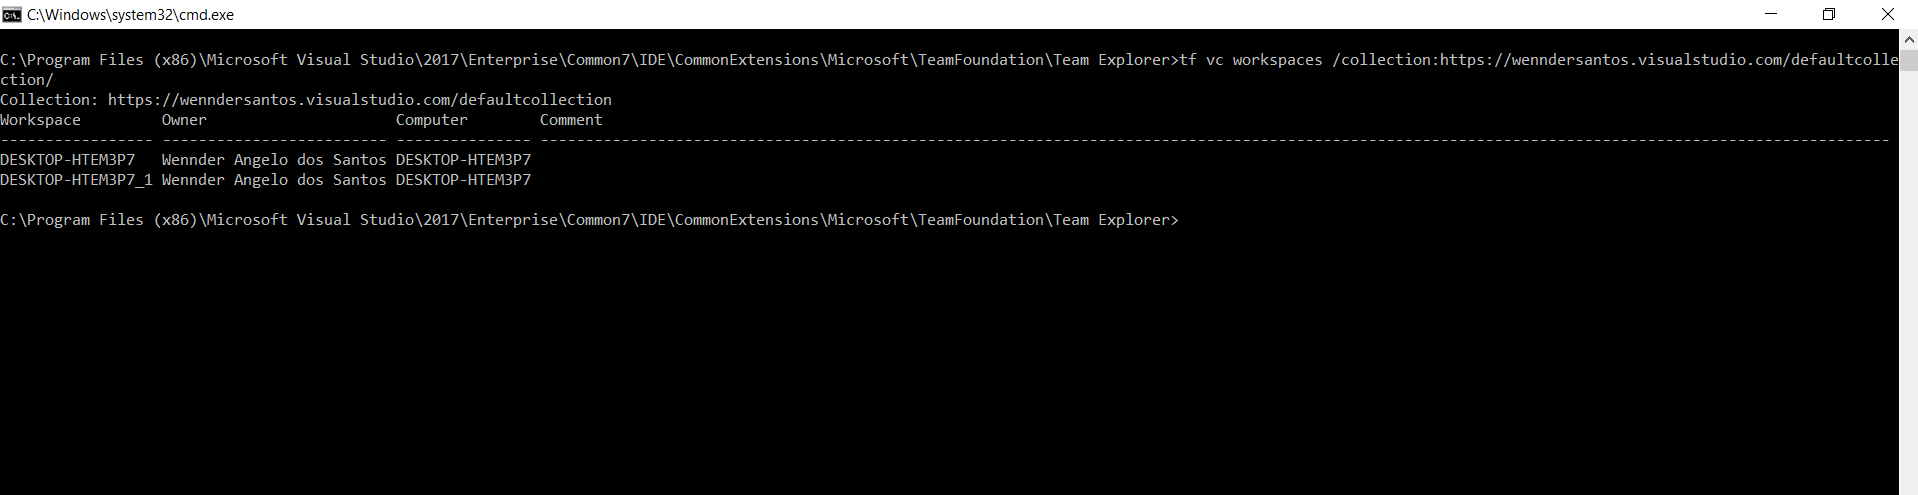 C:\Windows\system32\cmd.exe
C:\Program Files (x86)\Microsoft Visual Studio\2017\Enterprise\Common7\IDE\CommonExtensions\Microsoft\TeamFoundation\Team Explorer>tf vc workspaces /collection:https://wenndersantos.visualstudio.com/defaultcolle
ction/
Collection: https://wenndersantos.visualstudio.com/defaultcollection
Workspace         Owner                     Computer        Comment
----------------- ------------------------- --------------- ------------------------------------------------------------------------------------------------------------------------------------------------------
DESKTOP-HTEM3P7   Wennder Angelo dos Santos DESKTOP-HTEM3P7
DESKTOP-HTEM3P7_1 Wennder Angelo dos Santos DESKTOP-HTEM3P7
C:\Program Files (x86)\Microsoft Visual Studio\2017\Enterprise\Common7\IDE\CommonExtensions\Microsoft\TeamFoundation\Team Explorer>